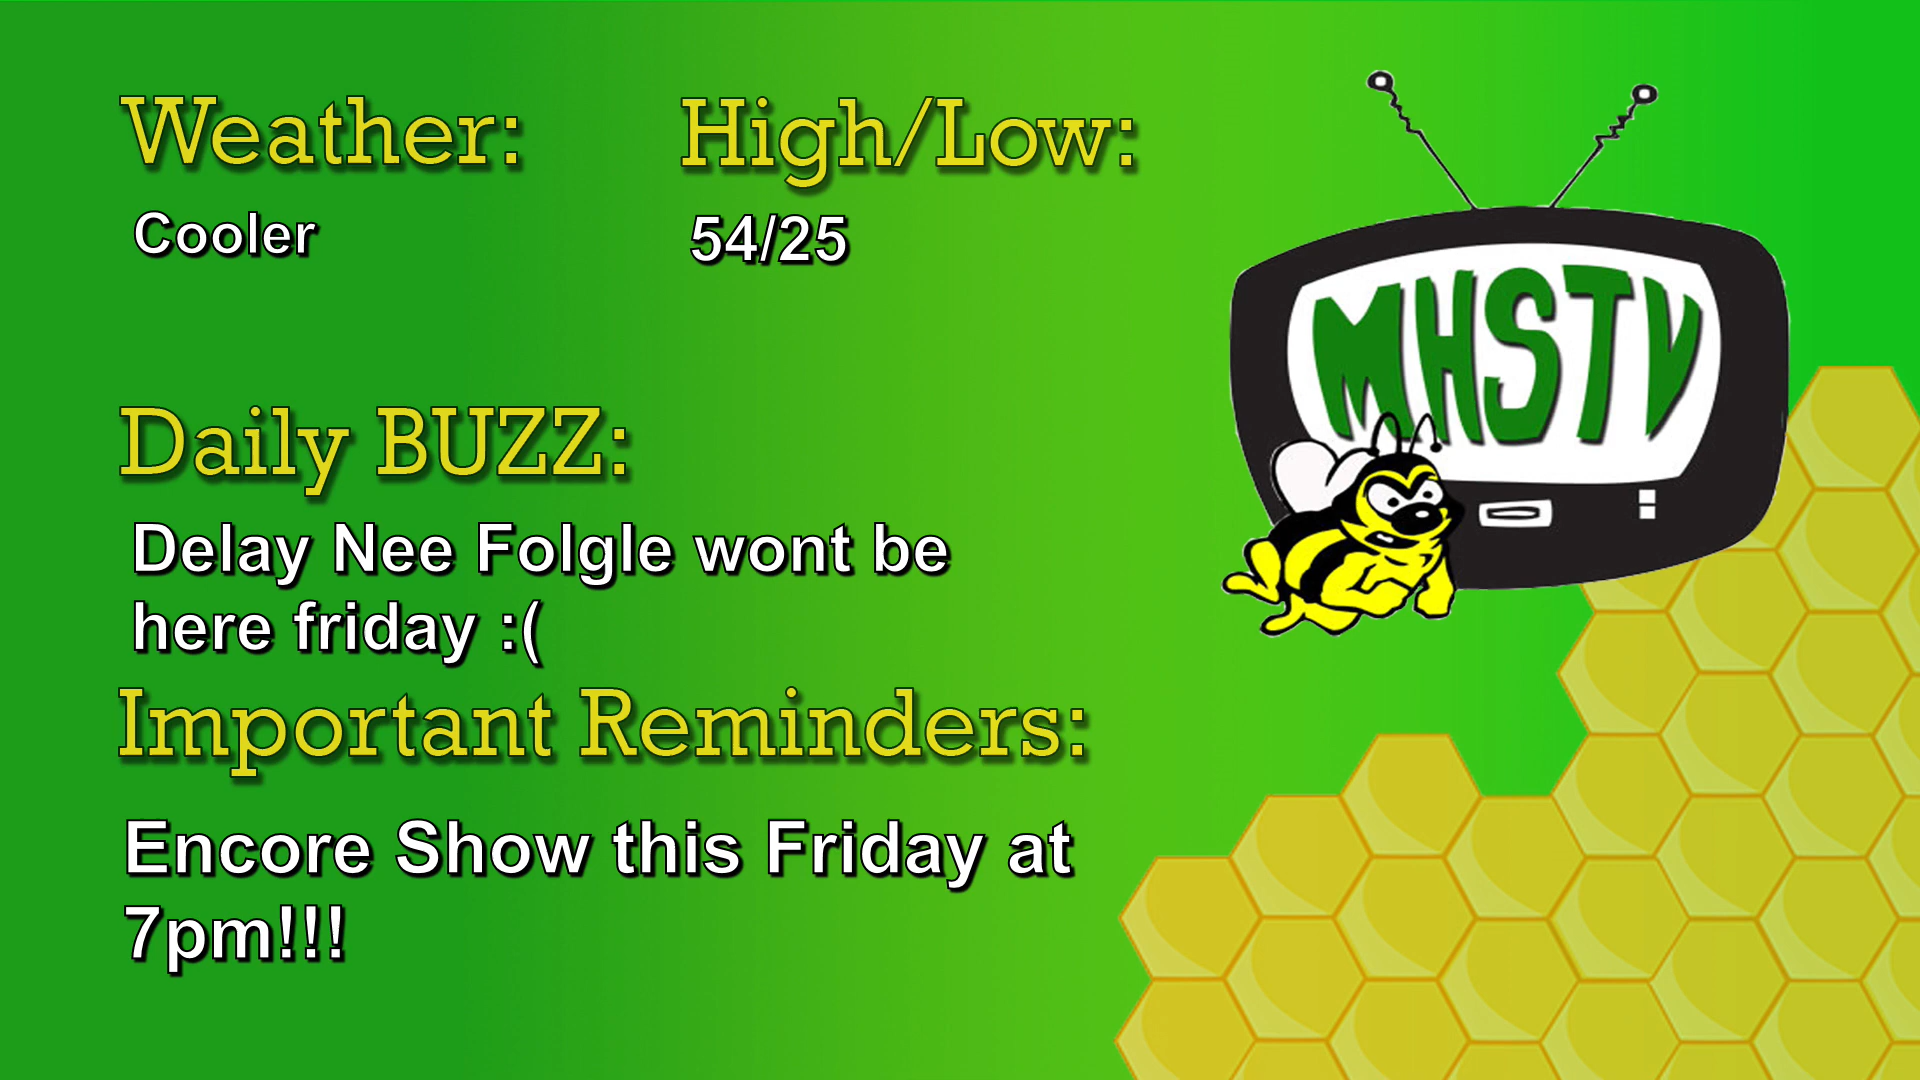 Weather:
Cooler
High/Low:
54/25
MHSTV
Daily BUZZ:
Delay Nee Folgle wont be
here friday :(
Important Reminders:
Encore Show this Friday at
7pm!!!